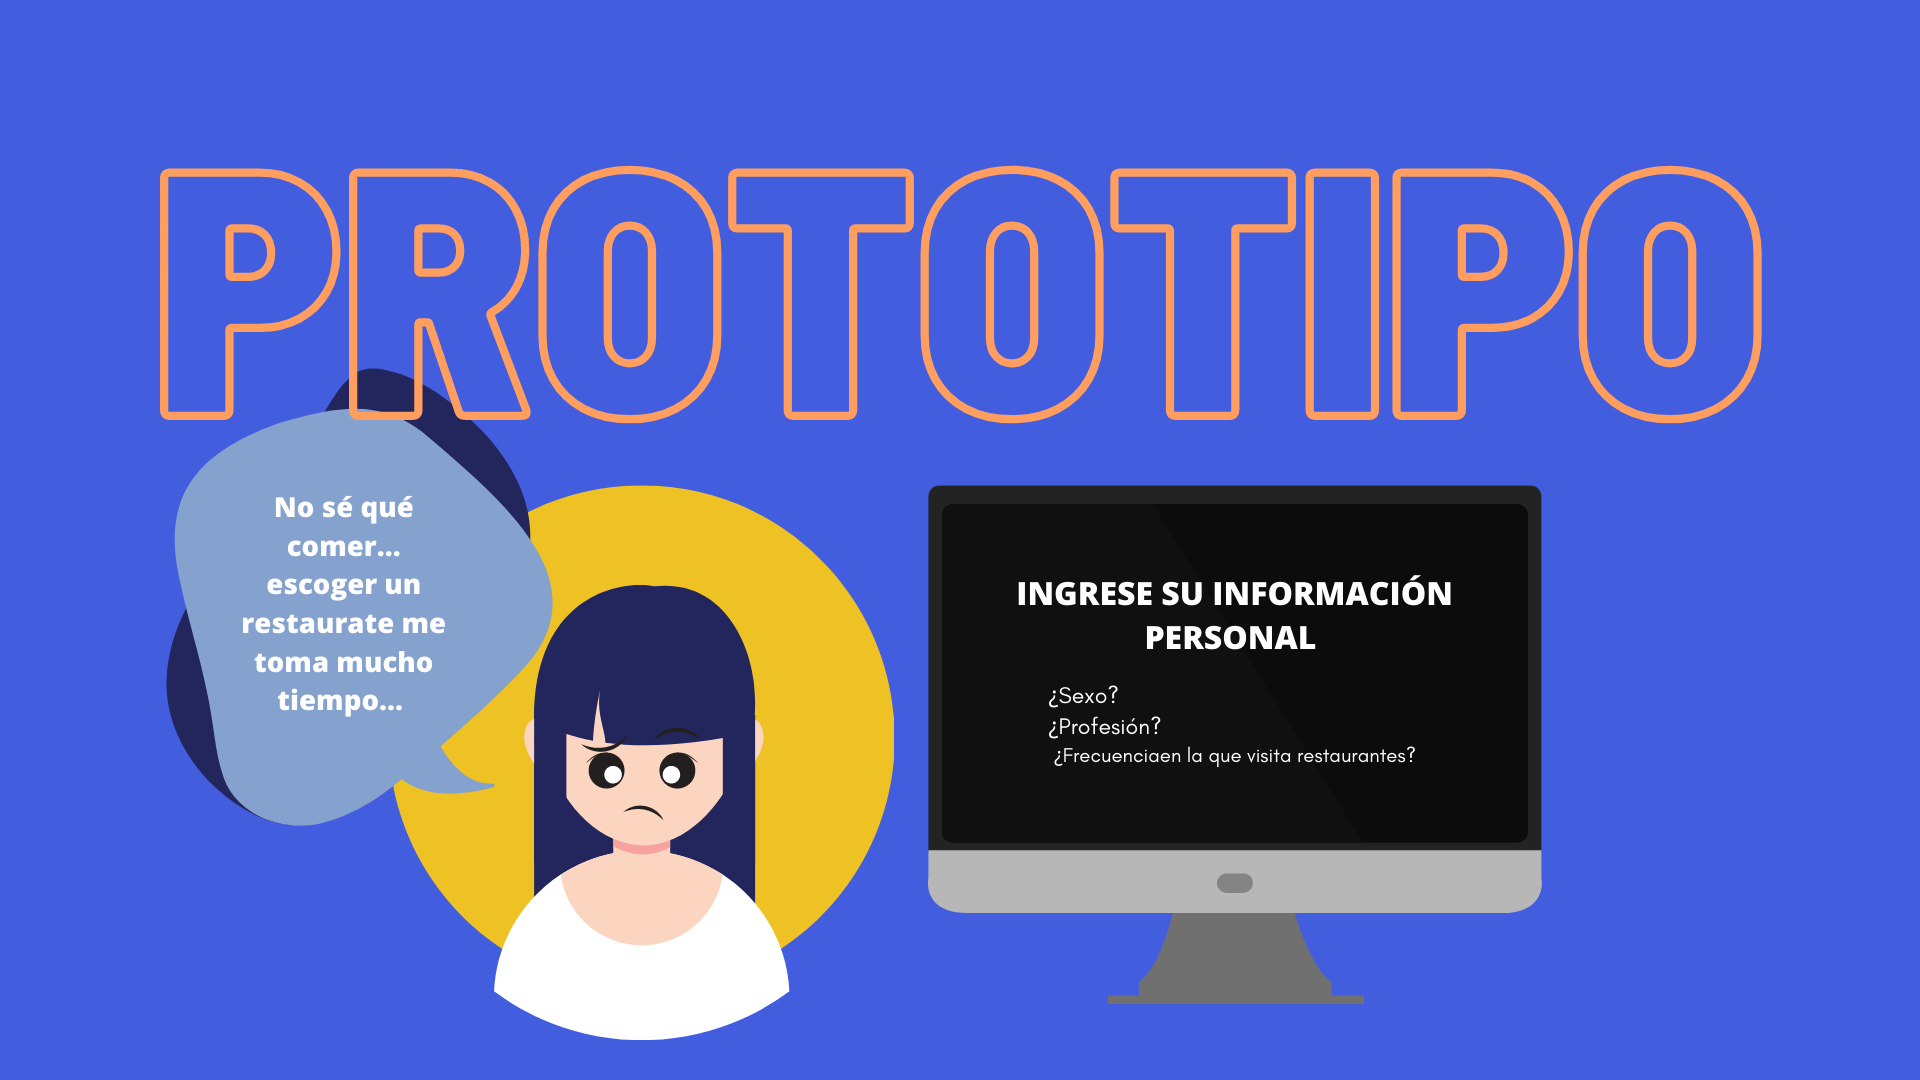 PROTOTIPO
No sé qué
comer...
escoger un
restaurate me
toma mucho
tiempo...
INGRESE SU INFORMACIÓN
PERSONAL
¿Sexo?
¿Profesión?
¿Frecuenciaen la que visita restaurantes?